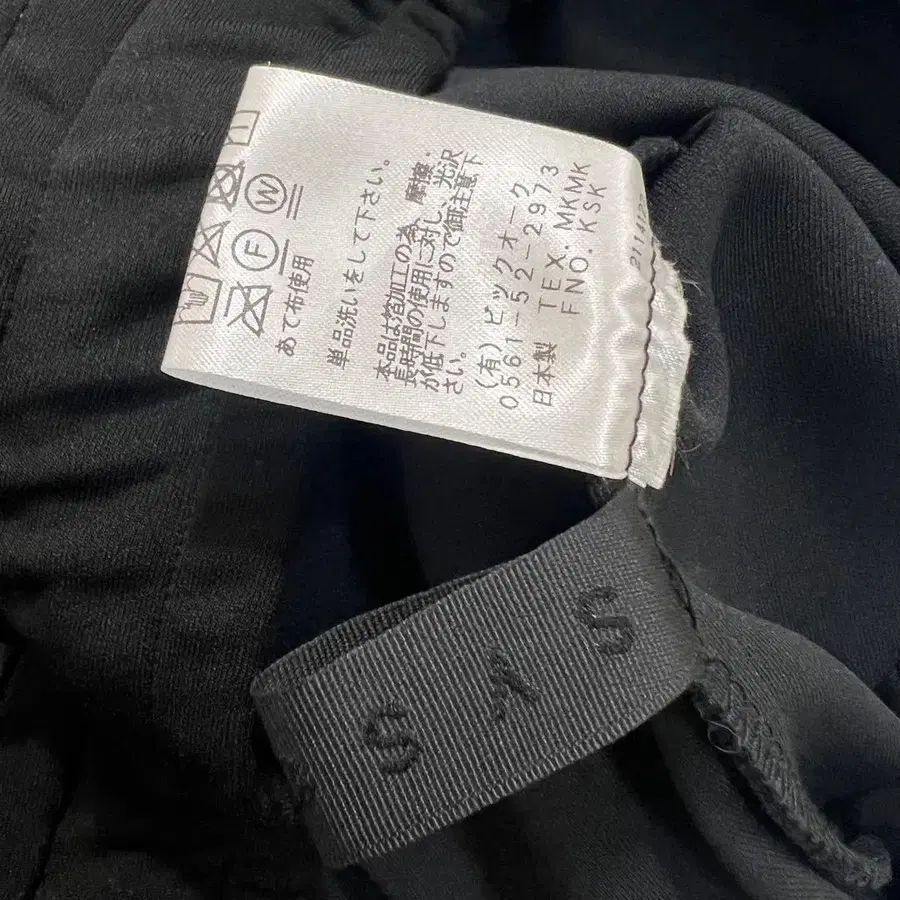 W
F
あて布使用
単品洗いをして下さい。
本品は箔加工の為、摩擦・
長時間の使用に対し、光沢
が低下しますので御注意下
さい。
(有)ビックオーク
0561-52-2973
日本製 TEX. MKMK
FNO. KSK
S S